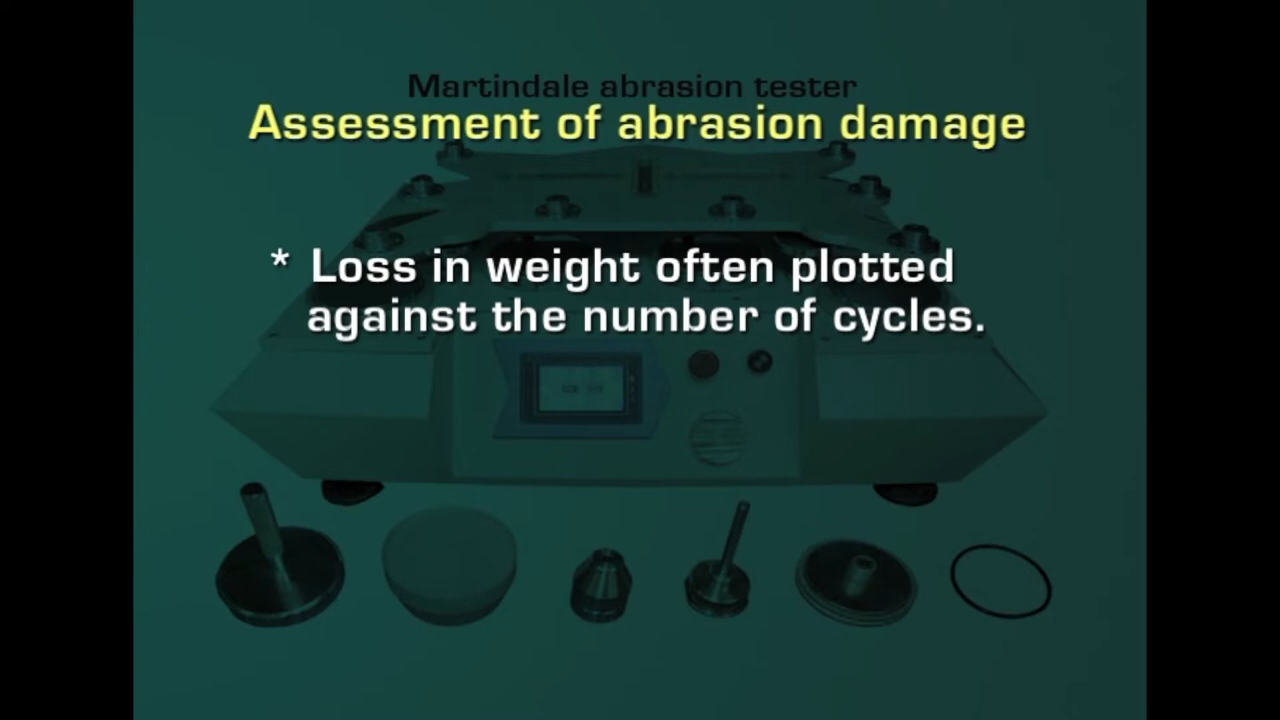 Martindale abrasion tester
Assessment of abrasion damage
* Loss in weight often plotted
against the number of cycles.